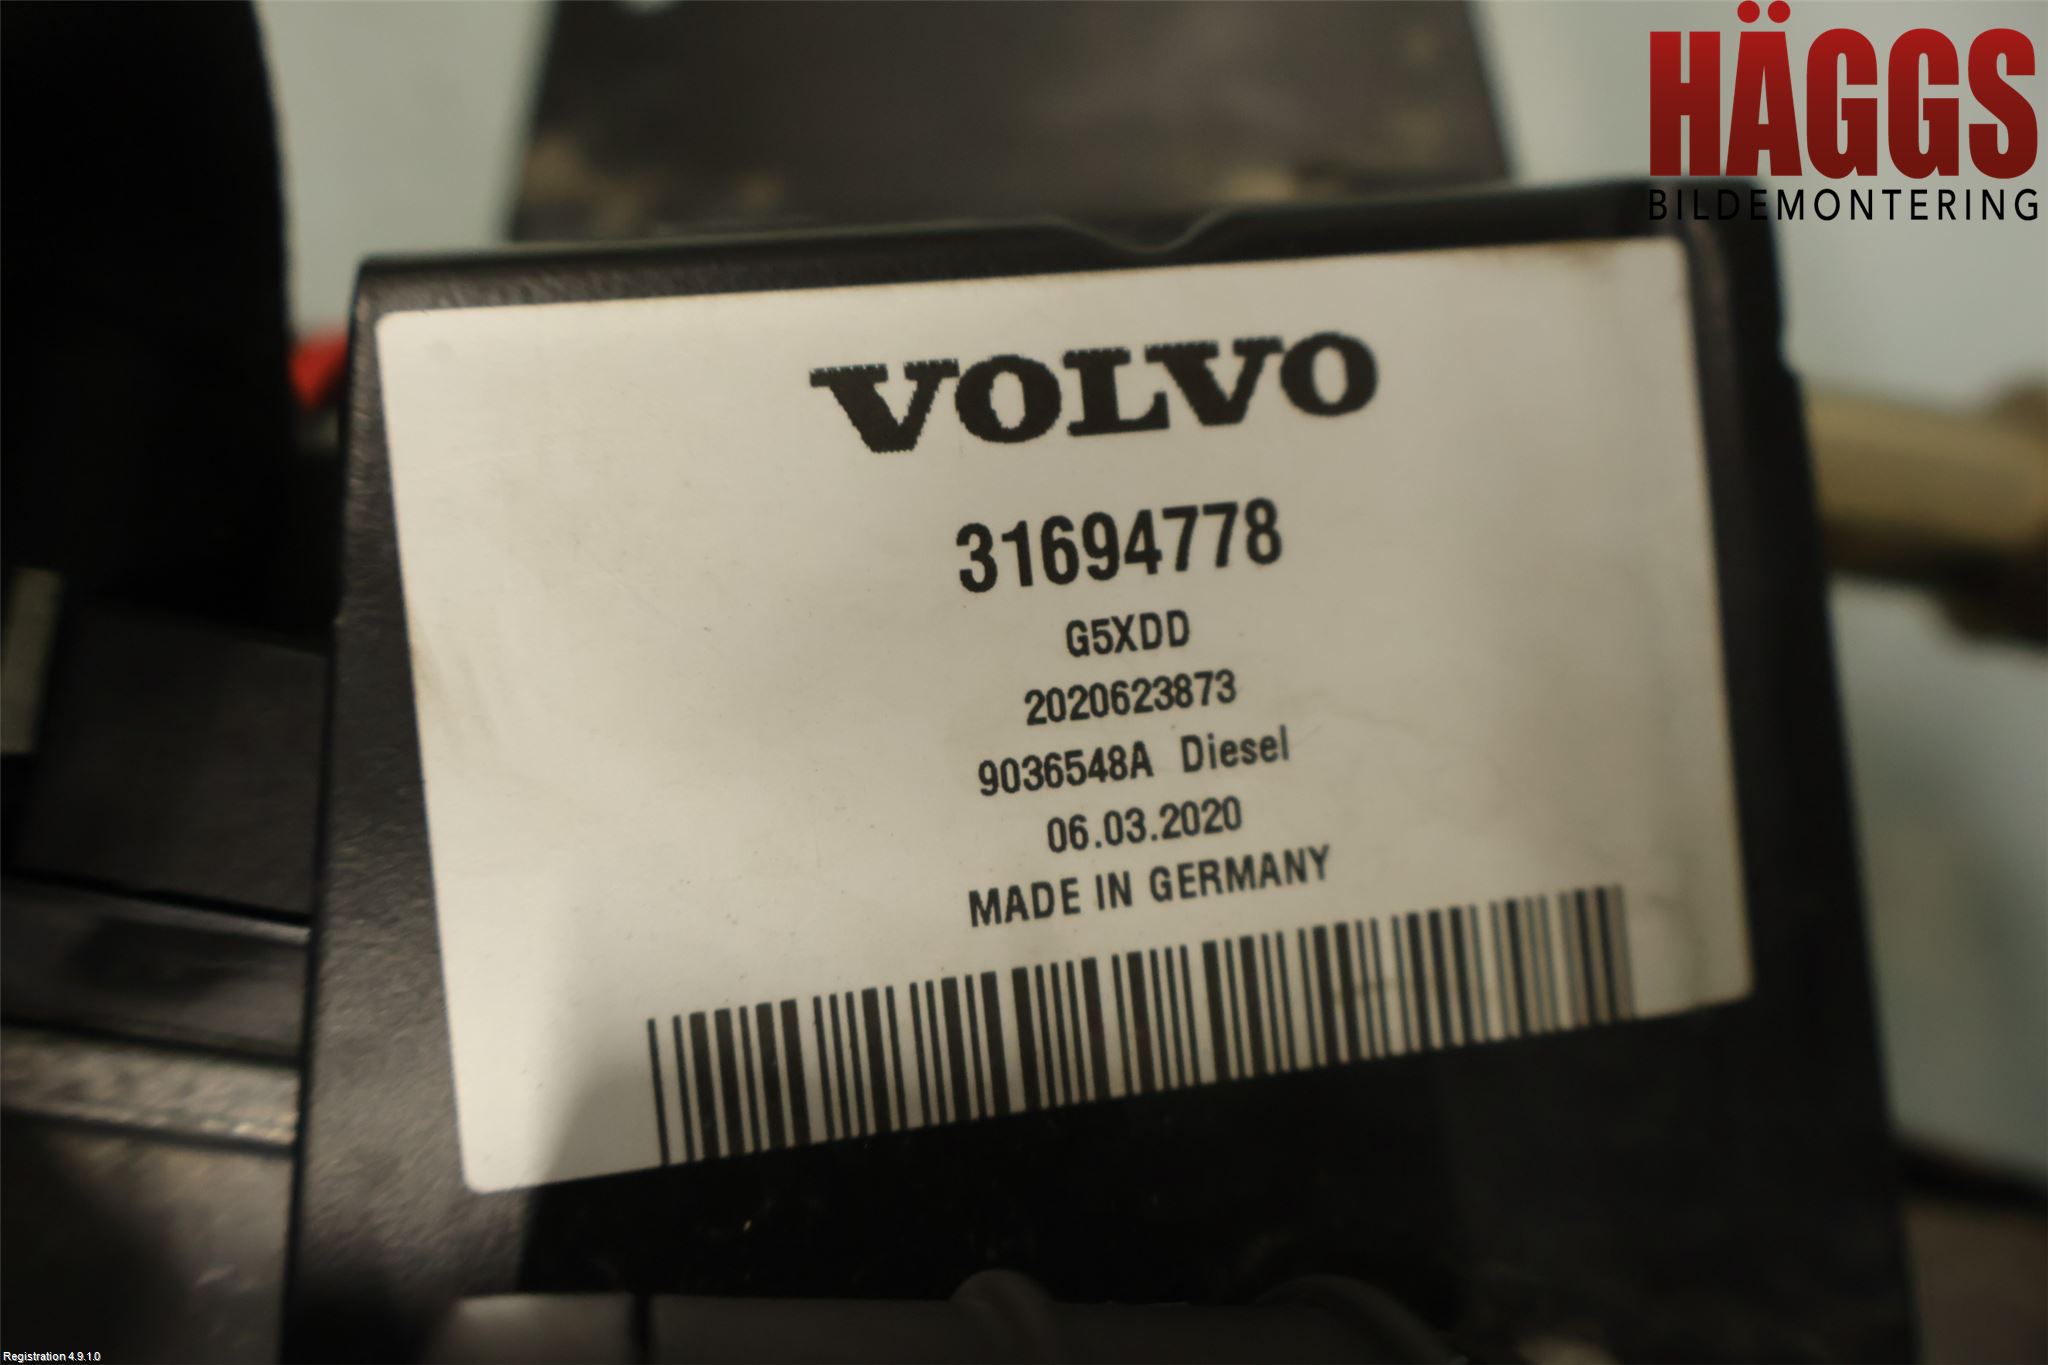 HÄGGS
BILDEMONTERING
VOLVO
31694778
G5XDD
2020623873
9036548A Diesel
06.03.2020
MADE IN GERMANY
Registration 4.9.1.0